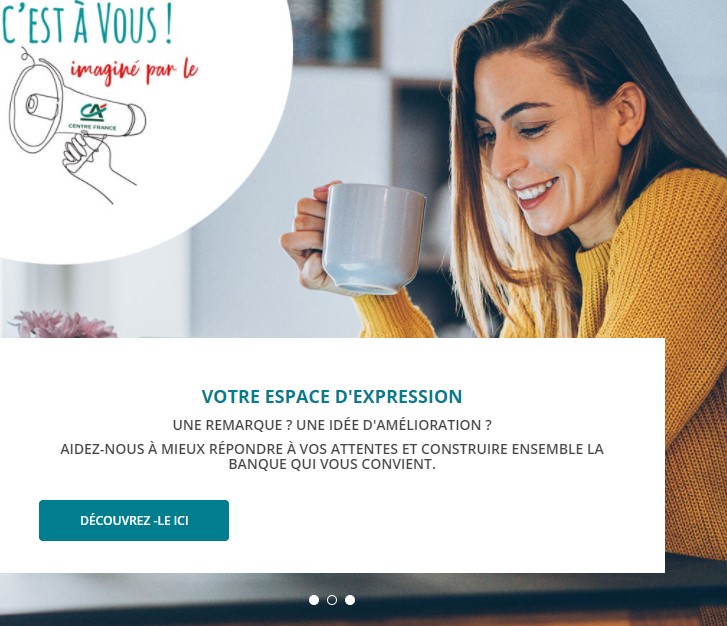 C'EST À VOUS !
imaginé par le
CA
CENTRE FRANCE
VOTRE ESPACE D'EXPRESSION
UNE REMARQUE ? UNE IDÉE D'AMÉLIORATION ?
AIDEZ-NOUS À MIEUX RÉPONDRE À VOS ATTENTES ET CONSTRUIRE ENSEMBLE LA
BANQUE QUI VOUS CONVIENT.
DÉCOUVREZ -LE ICI